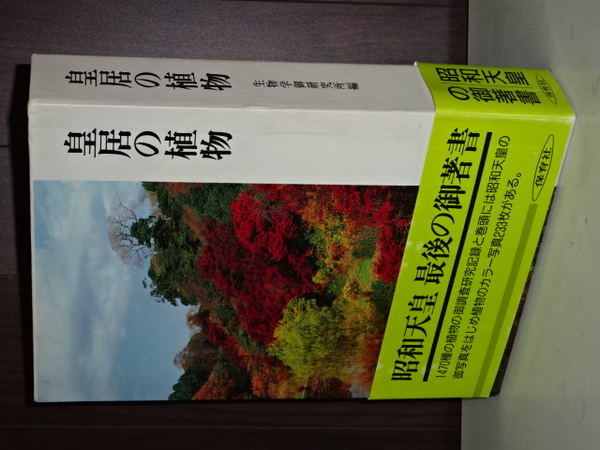 皇居の植物
生物学御研究所編
昭和天皇
の御著書
保育社
皇居の植物
昭和天皇 最後の御著書
1470種の植物の御調査研究記録と巻頭には昭和天皇の
御写真をはじめ植物のカラー写真233枚がある。
保育社